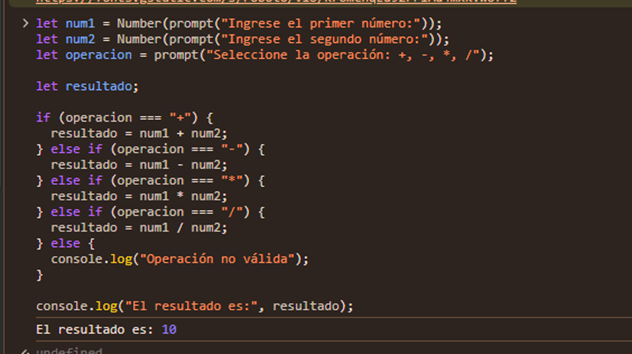 let num1 = Number(prompt("Ingrese el primer número:"));
let num2 = Number(prompt("Ingrese el segundo número:"));
let operacion = prompt("Seleccione la operación: +, -, *, /");
let resultado;
if (operacion === "+") {
resultado = num1 + num2;
} else if (operacion === "-") {
resultado = num1 - num2;
} else if (operacion === "*") {
resultado = num1 * num2;
} else if (operacion === "/") {
resultado = num1 / num2;
} else {
console.log("Operación no válida");
}
console.log("El resultado es:", resultado);
El resultado es: 10
undefined